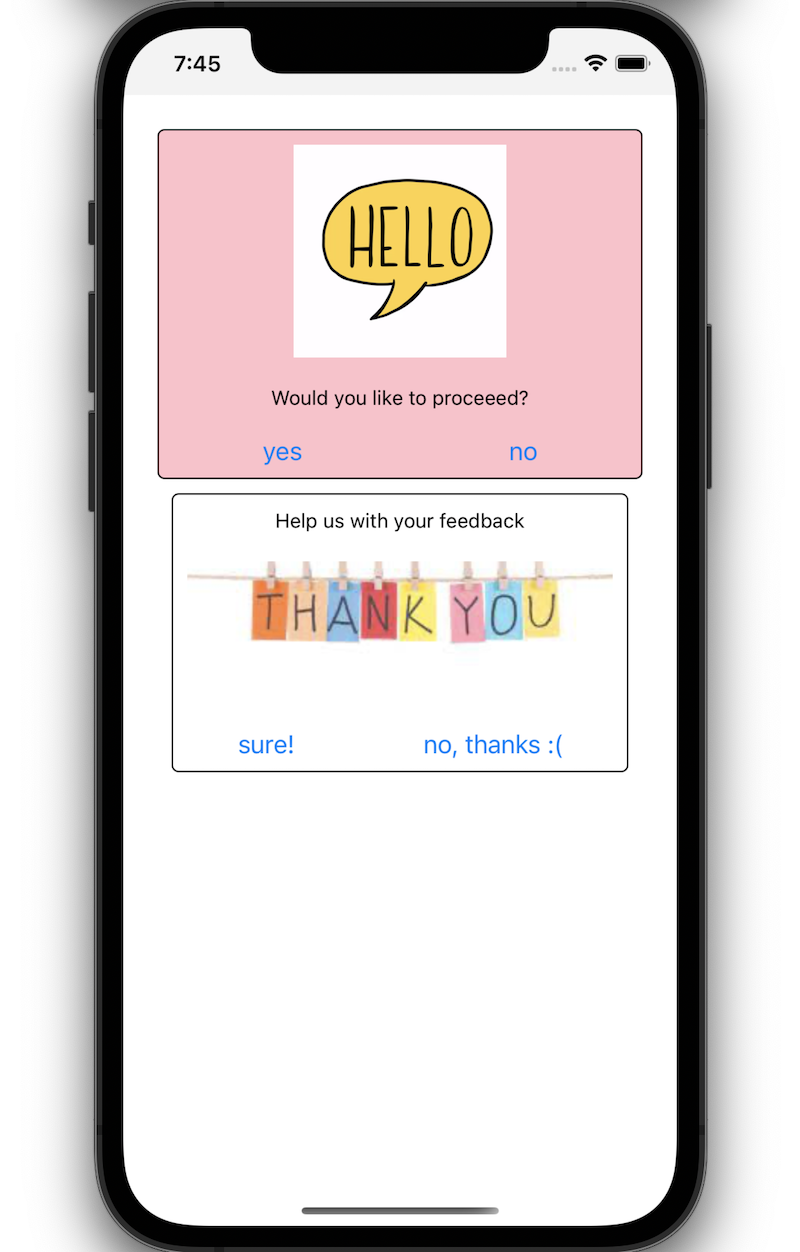 7:45
HELLO
Would you like to proceeed?
yes no
Help us with your feedback
THANK YOU
sure! no, thanks :(